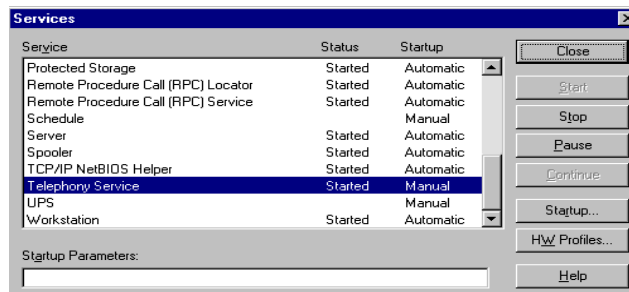 Services
Service Status Startup
Protected Storage Started Automatic
Remote Procedure Call (RPC) Locator Started Automatic
Remote Procedure Call (RPC) Service Started Automatic
Schedule Manual
Server Started Automatic
Spooler Started Automatic
TCP/IP NetBIOS Helper Started Automatic
Telephony Service Started Manual
UPS Manual
Workstation Started Automatic
Startup Parameters:
Close
Start
Stop
Pause
Continue
Startup...
HW Profiles...
Help